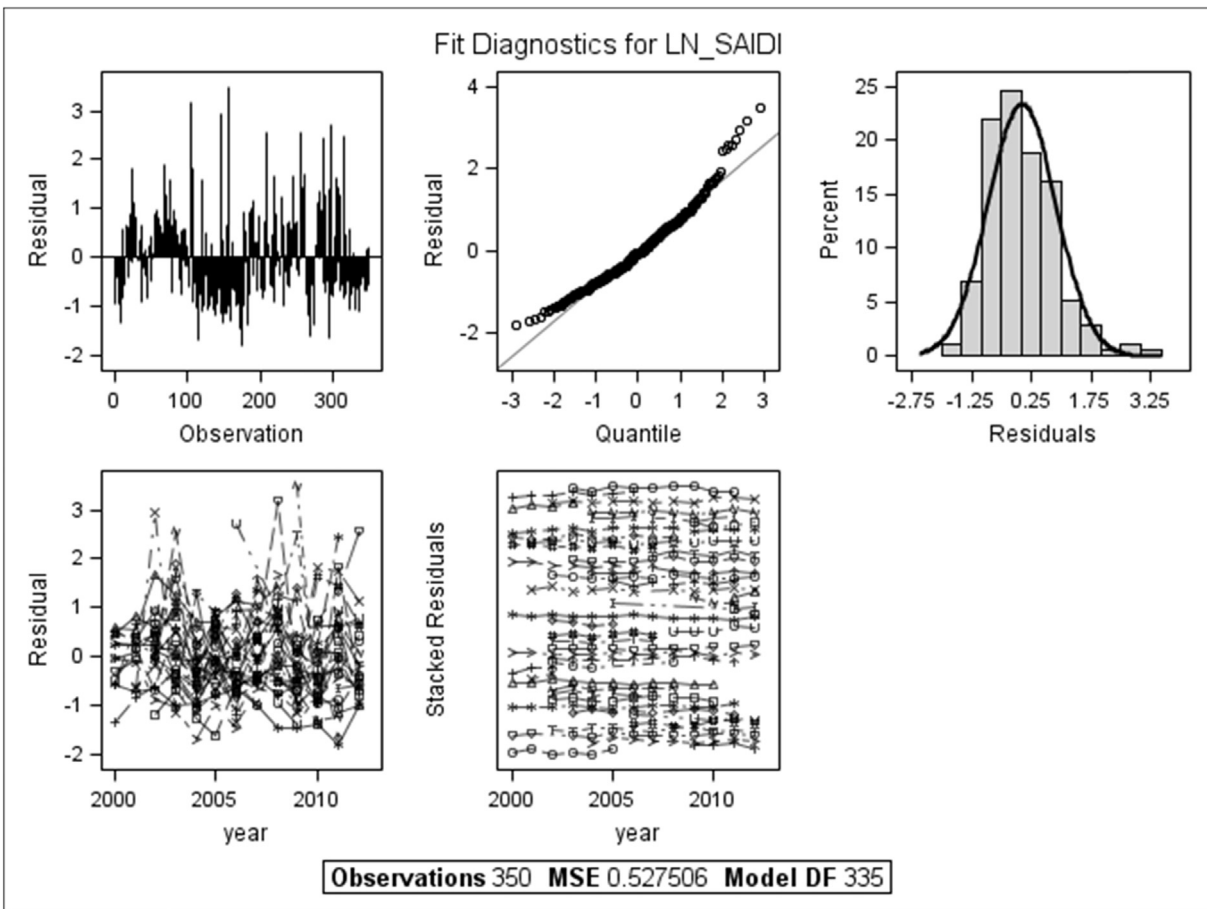 Fit Diagnostics for LN_SAIDI
Residual
3
2
1
0
-1
-2
0 100 200 300
Observation
Residual
4
2
0
-2
-3 -2 -1 0 1 2 3
Quantile
Percent
25
20
15
10
5
0
-2.75 -1.25 0.25 1.75 3.25
Residuals
Residual
3
2
1
0
-1
-2
2000 2005 2010
year
Stacked Residuals
2000 2005 2010
year
Observations 350 MSE 0.527506 Model DF 335